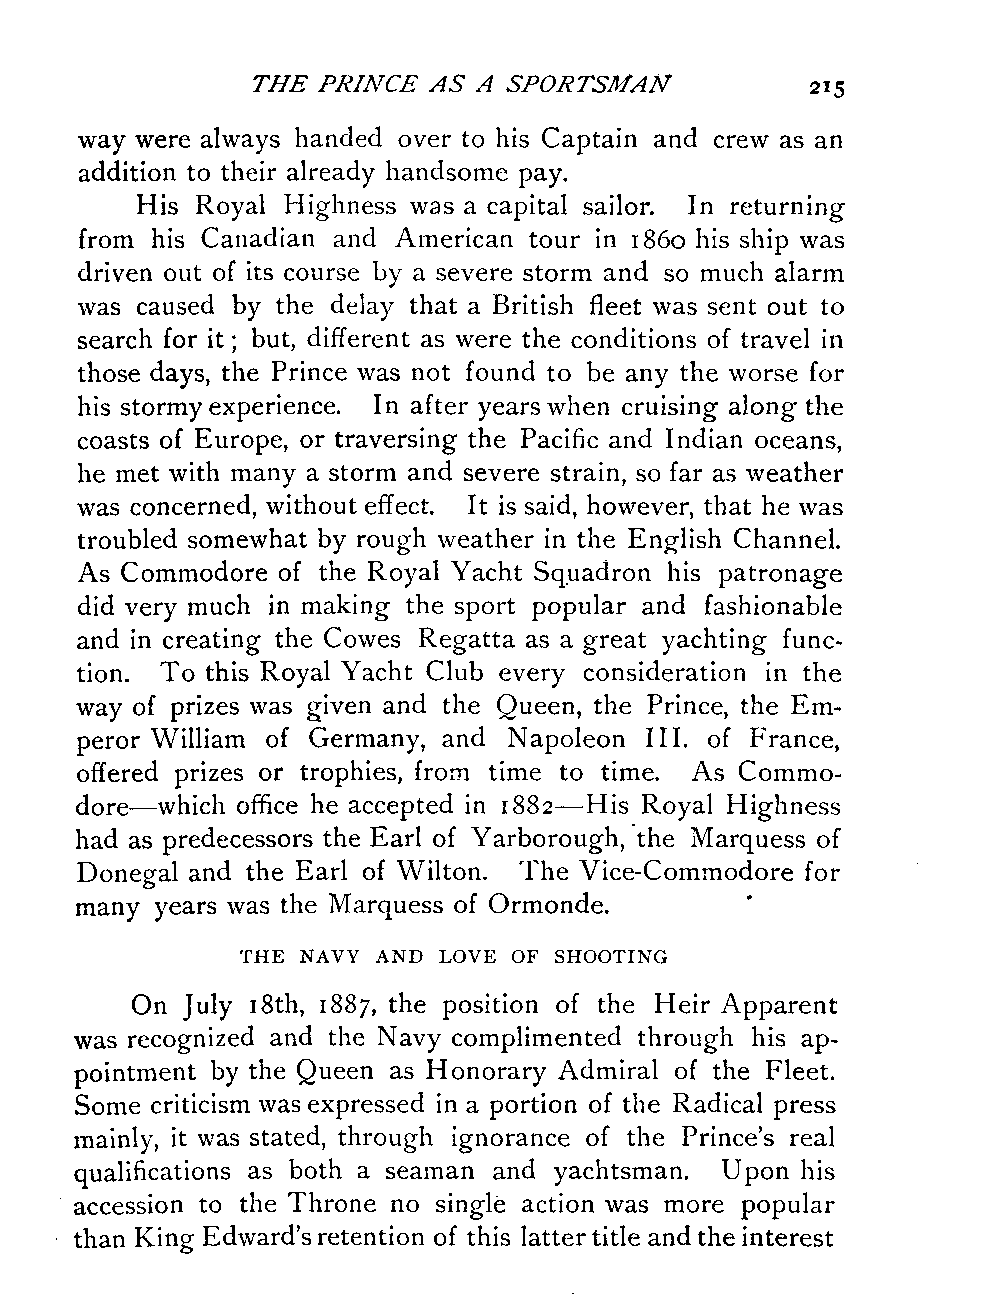 THE PRINCE AS A SPORTSMAN 215
way were always handed over to his Captain and crew as an
addition to their already handsome pay.
His Royal Highness was a capital sailor. In returning
from his Canadian and American tour in 1860 his ship was
driven out of its course by a severe storm and so much alarm
was caused by the delay that a British fleet was sent out to
search for it; but, different as were the conditions of travel in
those days, the Prince was not found to be any the worse for
his stormy experience. In after years when cruising along the
coasts of Europe, or traversing the Pacific and Indian oceans,
he met with many a storm and severe strain, so far as weather
was concerned, without effect. It is said, however, that he was
troubled somewhat by rough weather in the English Channel.
As Commodore of the Royal Yacht Squadron his patronage
did very much in making the sport popular and fashionable
and in creating the Cowes Regatta as a great yachting func-
tion. To this Royal Yacht Club every consideration in the
way of prizes was given and the Queen, the Prince, the Em-
peror William of Germany, and Napoleon III. of France,
offered prizes or trophies, from time to time. As Commo-
dore—which office he accepted in 1882—His Royal Highness
had as predecessors the Earl of Yarborough, the Marquess of
Donegal and the Earl of Wilton. The Vice-Commodore for
many years was the Marquess of Ormonde.
THE NAVY AND LOVE OF SHOOTING
On July 18th, 1887, the position of the Heir Apparent
was recognized and the Navy complimented through his ap-
pointment by the Queen as Honorary Admiral of the Fleet.
Some criticism was expressed in a portion of the Radical press
mainly, it was stated, through ignorance of the Prince's real
qualifications as both a seaman and yachtsman. Upon his
accession to the Throne no single action was more popular
than King Edward's retention of this latter title and the interest